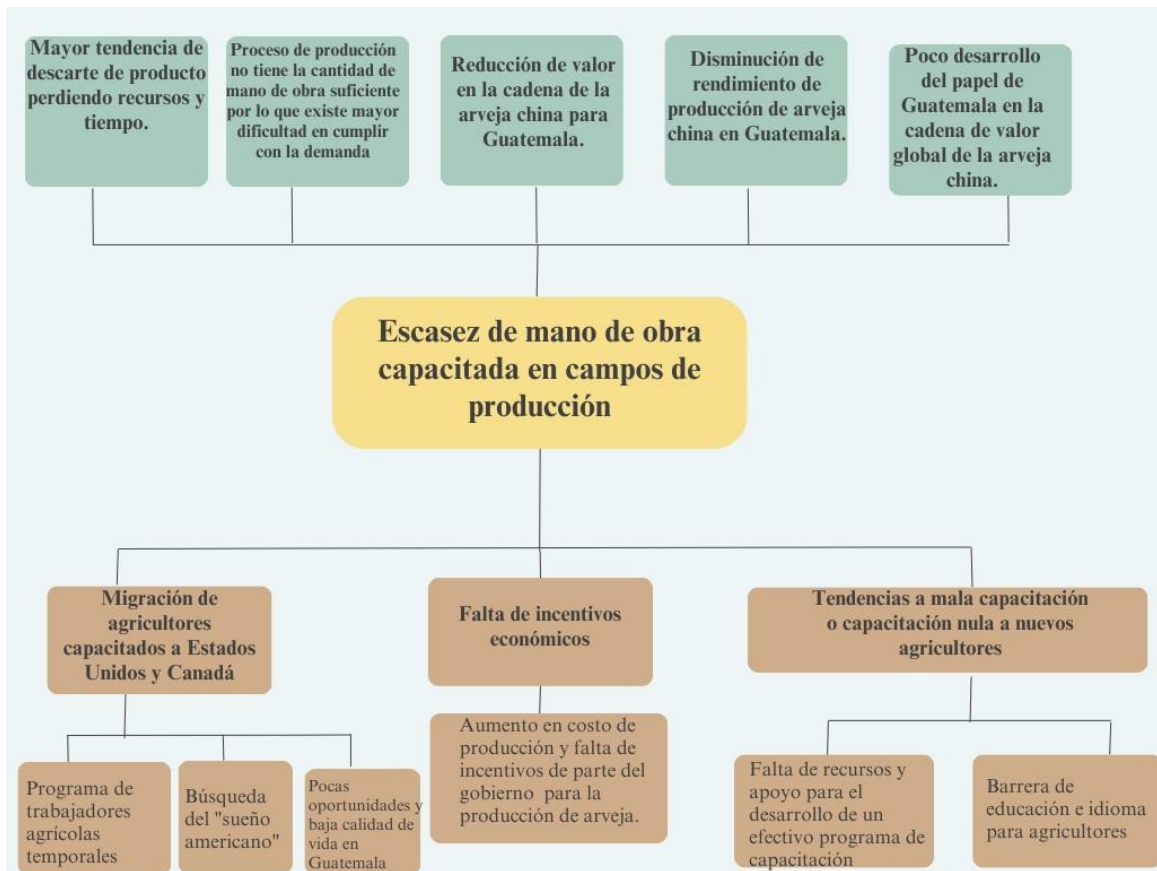 Mayor tendencia de
descarte de producto
perdiendo recursos y
tiempo.
Proceso de producción
no tiene la cantidad de
mano de obra suficiente
por lo que existe mayor
dificultad en cumplir
con la demanda
Reducción de valor
en la cadena de la
arveja china para
Guatemala.
Disminución de
rendimiento de
producción de arveja
china en Guatemala.
Poco desarrollo
del papel de
Guatemala en la
cadena de valor
global de la arveja
china.
Escasez de mano de obra
capacitada en campos de
producción
Migración de
agricultores
capacitados a Estados
Unidos y Canadá
Falta de incentivos
económicos
Tendencias a mala capacitación
o capacitación nula a nuevos
agricultores
Programa de
trabajadores
agrícolas
temporales
Búsqueda
del "sueño
americano"
Pocas
oportunidades y
baja calidad de
vida en
Guatemala
Aumento en costo de
producción y falta de
incentivos de parte del
gobierno para la
producción de arveja.
Falta de recursos y
apoyo para el
desarrollo de un
efectivo programa de
capacitación
Barrera de
educación e idioma
para agricultores